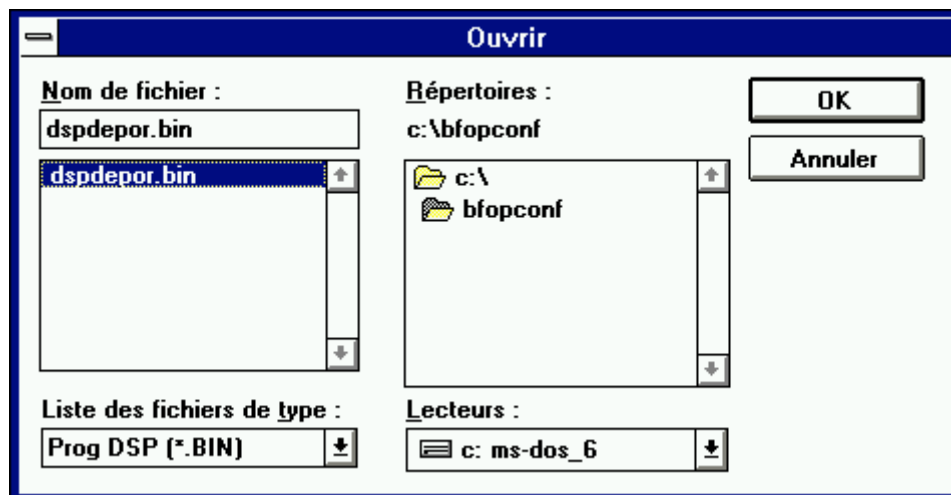 Ouvrir
Nom de fichier :
dspdepor.bin
dspdepor.bin
Liste des fichiers de type :
Prog DSP (*.BIN)
Répertoires :
c:\bfopconf
c:\
bfopconf
Lecteurs :
c: ms-dos_6
OK
Annuler